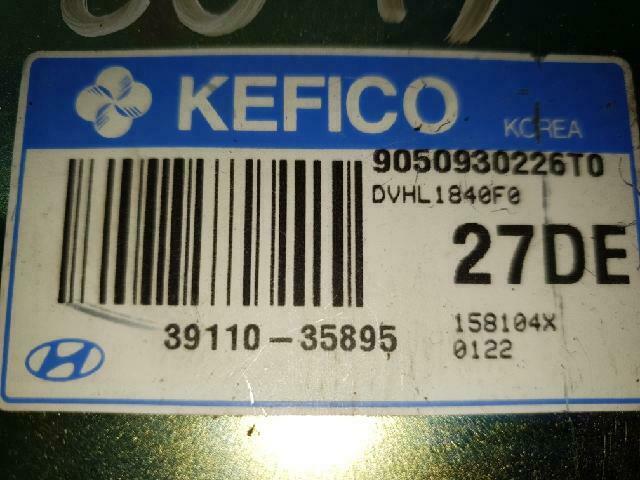 KEFICO
KOREA
9050930226T0
DVHL1840F0
27DE
39110-35895
158104X
0122